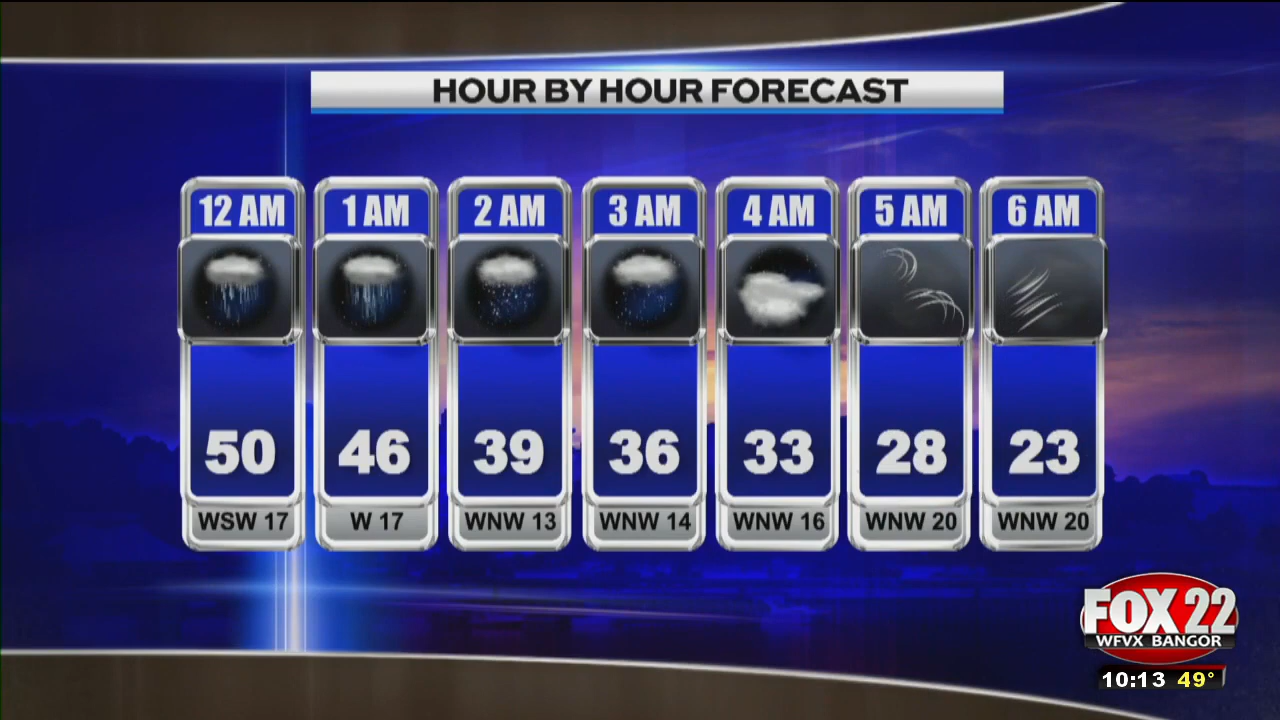 HOUR BY HOUR FORECAST
12 AM 1 AM 2 AM 3 AM 4 AM 5 AM 6 AM
50 46 39 36 33 28 23
WSW 17 W 17 WNW 13 WNW 14 WNW 16 WNW 20 WNW 20
FOX 22
WFVX BANGOR
10:13 49°